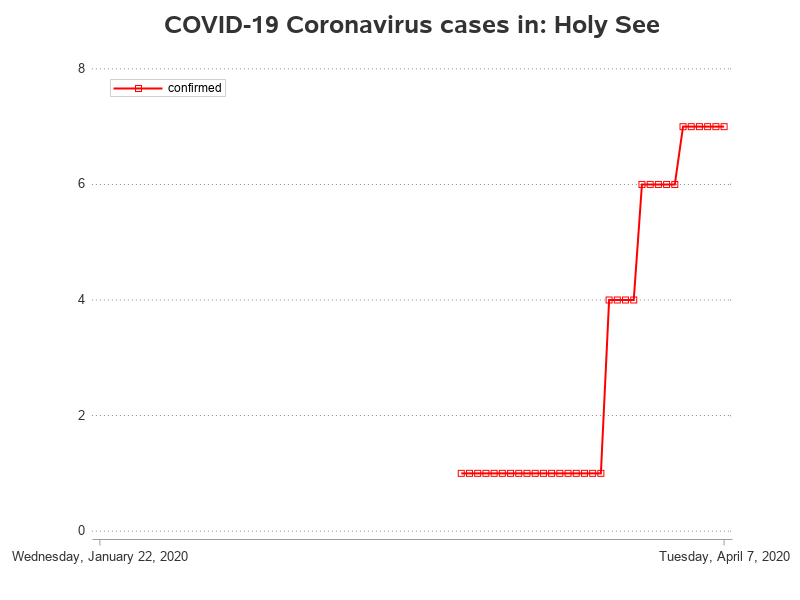 COVID-19 Coronavirus cases in: Holy See
8
confirmed
6
4
2
0
Wednesday, January 22, 2020
Tuesday, April 7, 2020